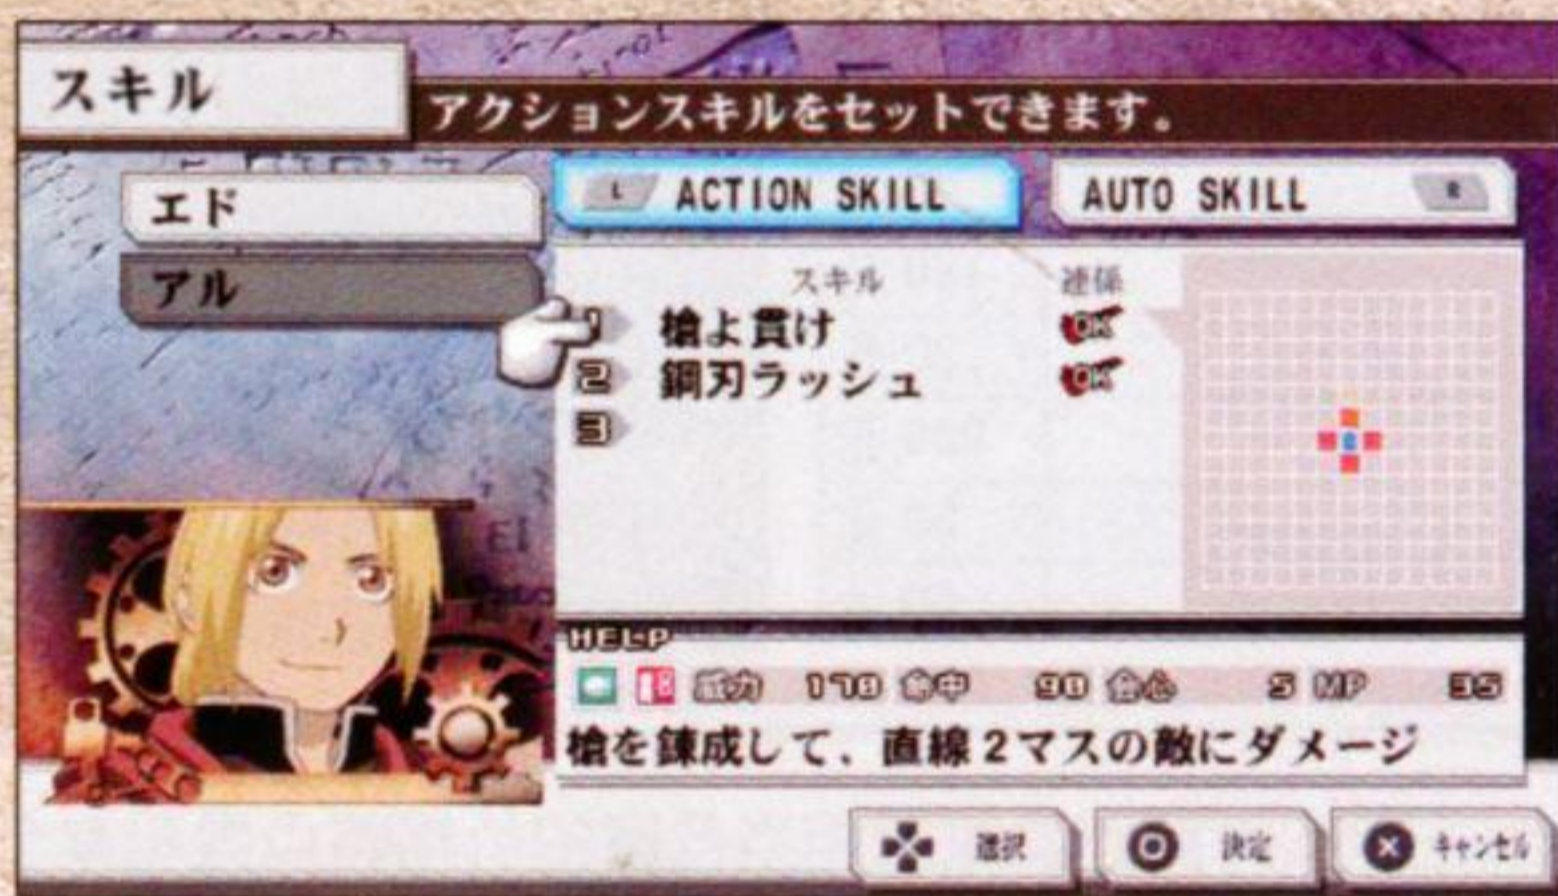 スキル
アクションスキルをセットできます。
エド
アル
L ACTION SKILL
AUTO SKILL R
スキル 連係
1 槍よ貫け OK
2 鋼刃ラッシュ OK
3
HELP
威力 170 命中 90 会心 5 MP 35
槍を錬成して、直線2マスの敵にダメージ
選択 決定 キャンセル